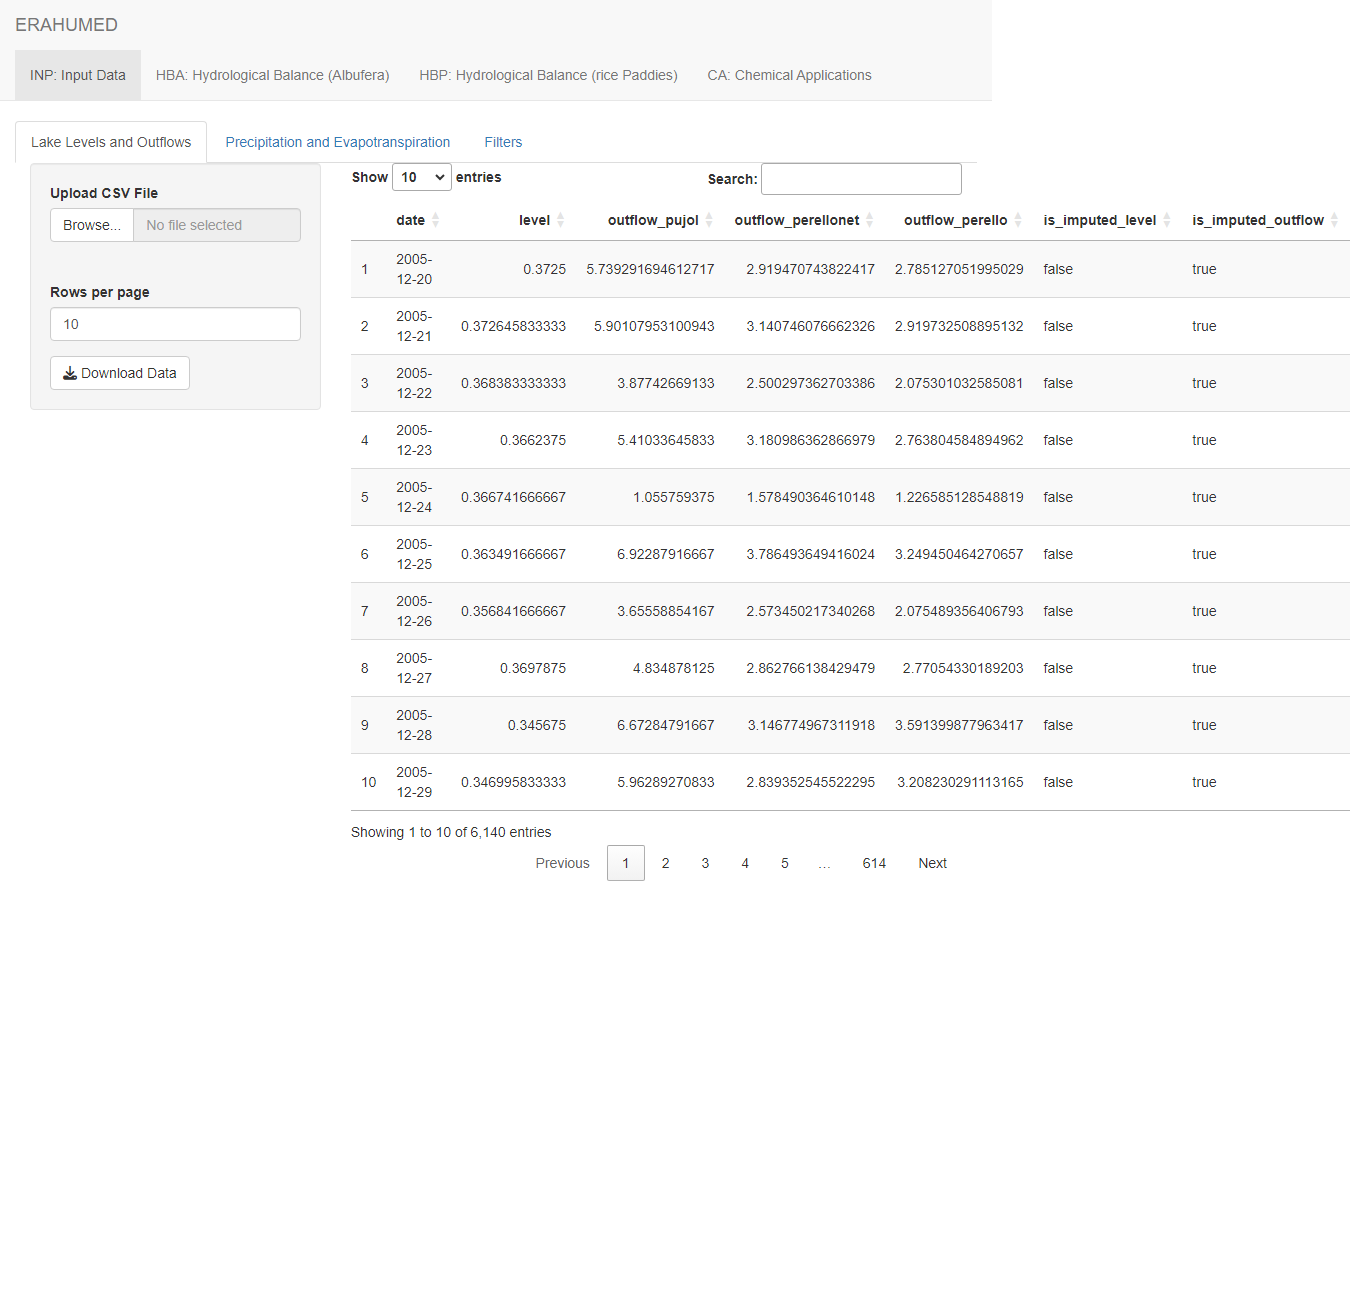 ERAHUMED
INP: Input Data HBA: Hydrological Balance (Albufera) HBP: Hydrological Balance (rice Paddies) CA: Chemical Applications
Lake Levels and Outflows Precipitation and Evapotranspiration Filters
Upload CSV File
Browse... No file selected
Rows per page
10
Download Data
Show 10 entries Search:
date level outflow_pujol outflow_perellonet outflow_perello is_imputed_level is_imputed_outflow
1 2005-
12-20 0.3725 5.739291694612717 2.919470743822417 2.785127051995029 false true
2 2005-
12-21 0.372645833333 5.90107953100943 3.140746076662326 2.919732508895132 false true
3 2005-
12-22 0.368383333333 3.87742669133 2.500297362703386 2.075301032585081 false true
4 2005-
12-23 0.3662375 5.41033645833 3.180986362866979 2.763804584894962 false true
5 2005-
12-24 0.366741666667 1.055759375 1.578490364610148 1.226585128548819 false true
6 2005-
12-25 0.363491666667 6.92287916667 3.786493649416024 3.249450464270657 false true
7 2005-
12-26 0.356841666667 3.65558854167 2.573450217340268 2.075489356406793 false true
8 2005-
12-27 0.3697875 4.834878125 2.862766138429479 2.77054330189203 false true
9 2005-
12-28 0.345675 6.67284791667 3.146774967311918 3.591399877963417 false true
10 2005-
12-29 0.346995833333 5.96289270833 2.839352545522295 3.208230291113165 false true
Showing 1 to 10 of 6,140 entries
Previous 1 2 3 4 5 … 614 Next